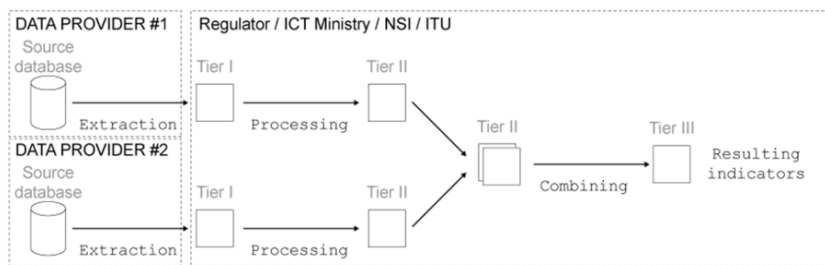 DATA PROVIDER #1
Regulator / ICT Ministry / NSI / ITU
Source
database
Tier I
Tier II
Extraction
Processing
Tier II
Tier III
Resulting
indicators
Combining
DATA PROVIDER #2
Source
database
Tier I
Tier II
Extraction
Processing